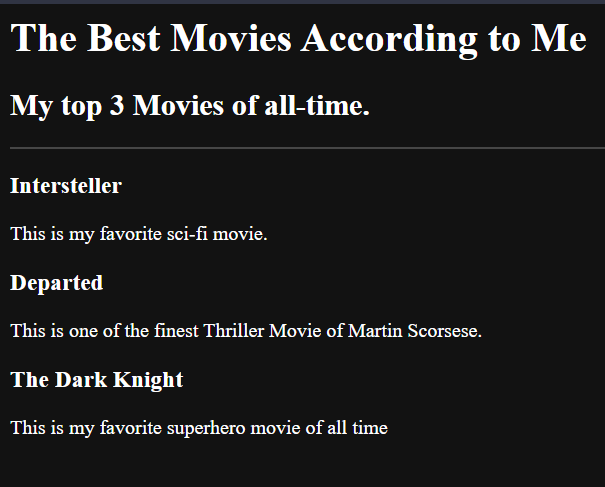 The Best Movies According to Me
My top 3 Movies of all-time.
Intersteller
This is my favorite sci-fi movie.
Departed
This is one of the finest Thriller Movie of Martin Scorsese.
The Dark Knight
This is my favorite superhero movie of all time